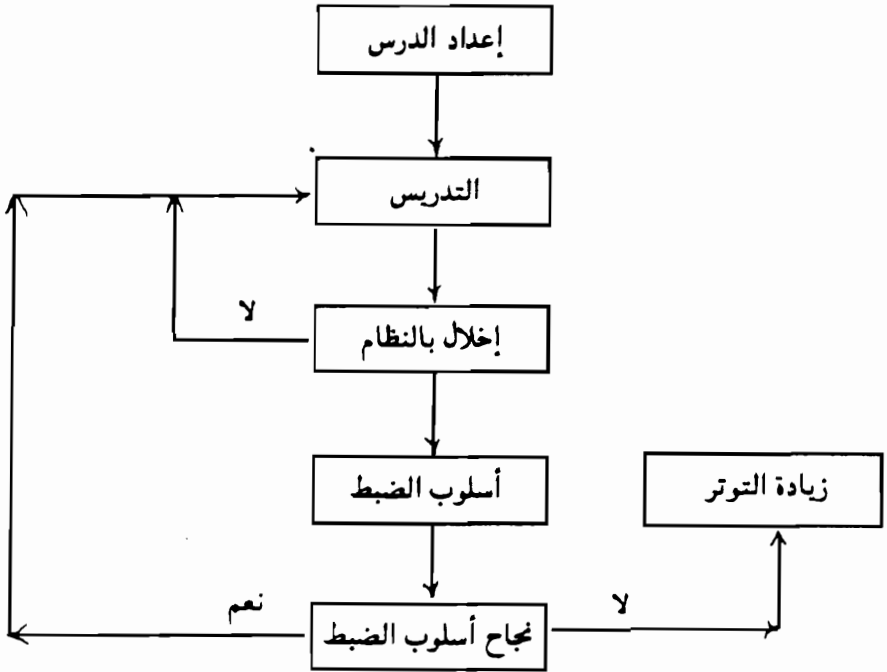 إعداد الدرس
التدريس
لا
إخلال بالنظام
أسلوب الضبط
زيادة التوتر
نعم
لا
نجاح أسلوب الضبط